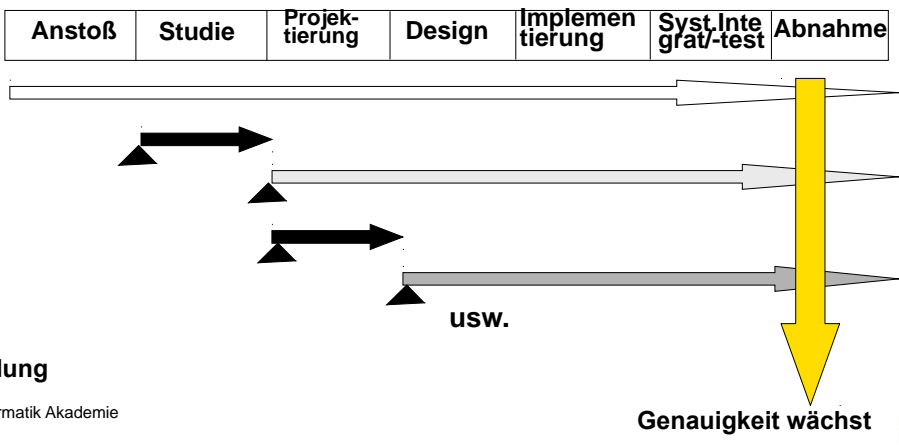 Anstoß
Studie
Projek-
tierung
Design
Implemen
tierung
Syst.Inte
grat/-test
Abnahme
usw.
lung
rmatik Akademie
Genauigkeit wächst